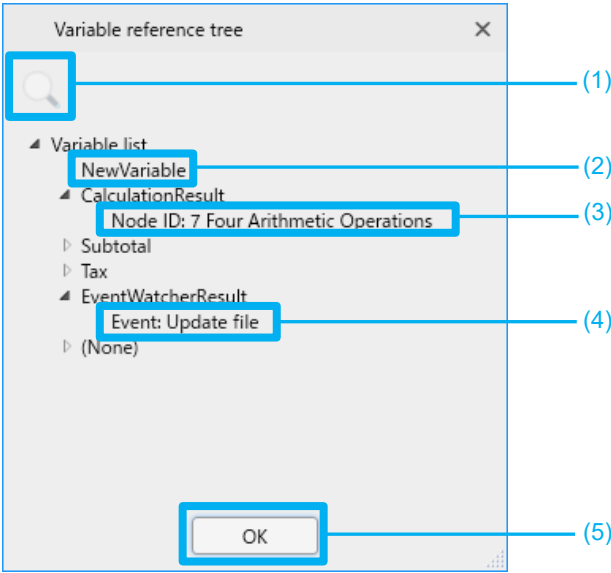 Variable reference tree
(1)
Variable list
NewVariable
(2)
CalculationResult
Node ID: 7 Four Arithmetic Operations
(3)
Subtotal
Tax
EventWatcherResult
Event: Update file
(4)
(None)
OK
(5)